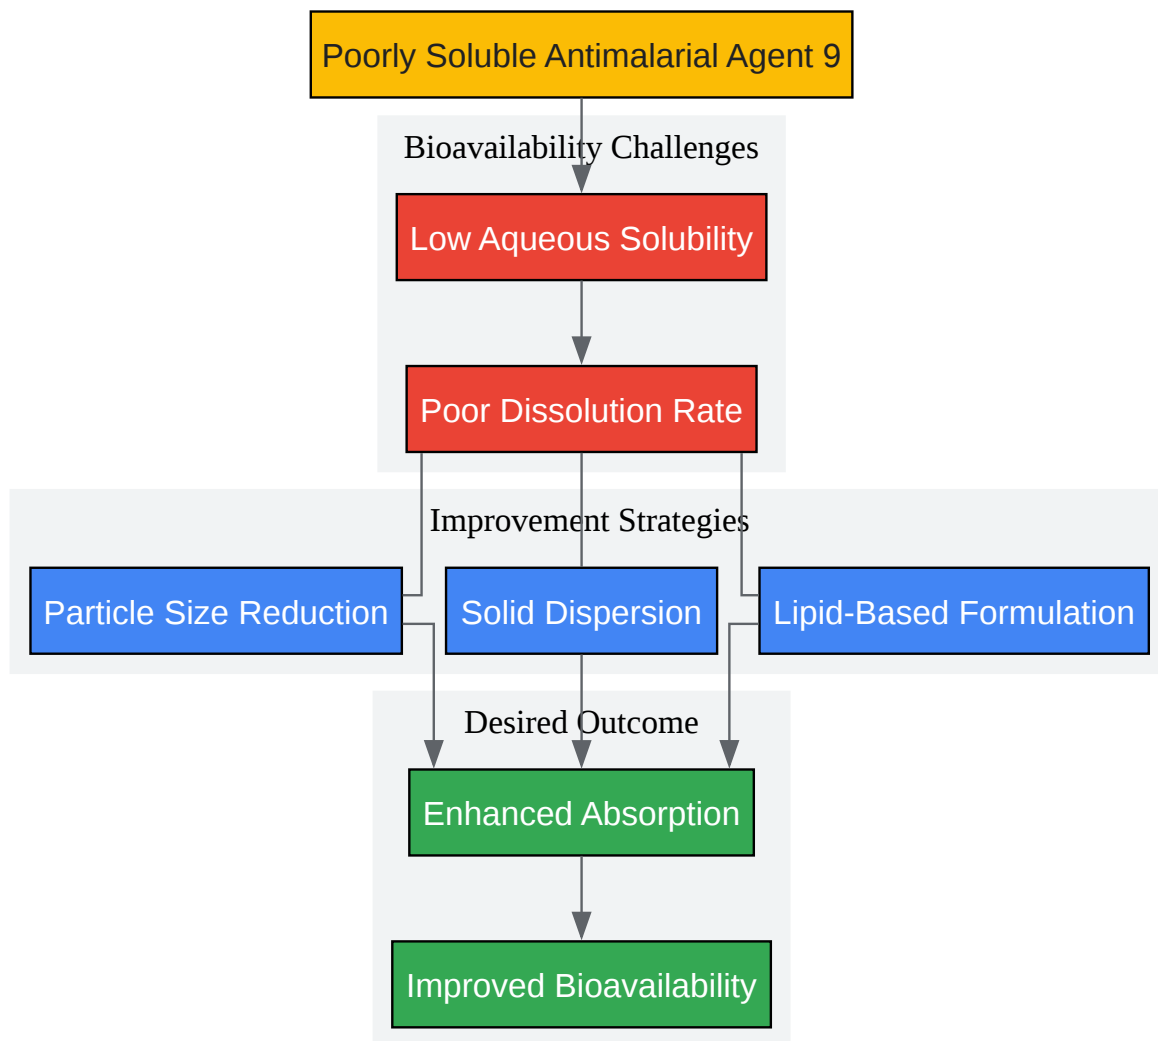 Poorly Soluble Antimalarial Agent 9
Bioavailability Challenges
Low Aqueous Solubility
Poor Dissolution Rate
Improvement Strategies
Particle Size Reduction
Solid Dispersion
Lipid-Based Formulation
Desired Outcome
Enhanced Absorption
Improved Bioavailability